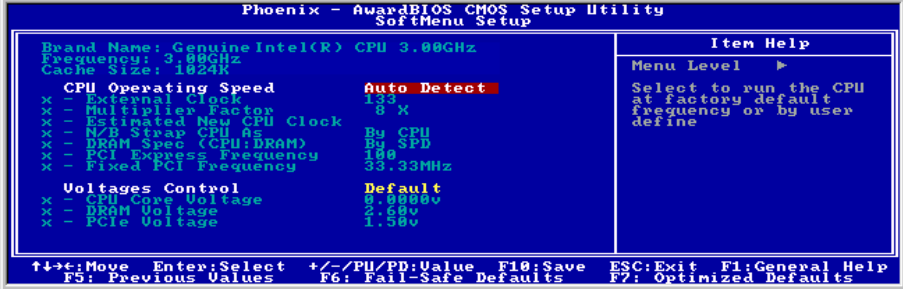 Phoenix - AwardBIOS CMOS Setup Utility
SoftMenu Setup
Brand Name: Genuine Intel(R) CPU 3.00GHz
Frequency: 3.00GHz
Cache Size: 1024K
CPU Operating Speed Auto Detect
x - External Clock 133
x - Multiplier Factor 8 X
x - Estimated New CPU Clock
x - N/B Strap CPU As By CPU
x - DRAM Spec (CPU:DRAM) By SPD
x - PCI Express Frequency 100
x - Fixed PCI Frequency 33.33MHz
Voltages Control Default
x - CPU Core Voltage 0.0000v
x - DRAM Voltage 2.60v
x - PCIe Voltage 1.50v
Item Help
Menu Level ▶
Select to run the CPU
at factory default
frequency or by user
define
↑↓→←:Move Enter:Select +/-/PU/PD:Value F10:Save ESC:Exit F1:General Help
F5: Previous Values F6: Fail-Safe Defaults F7: Optimized Defaults